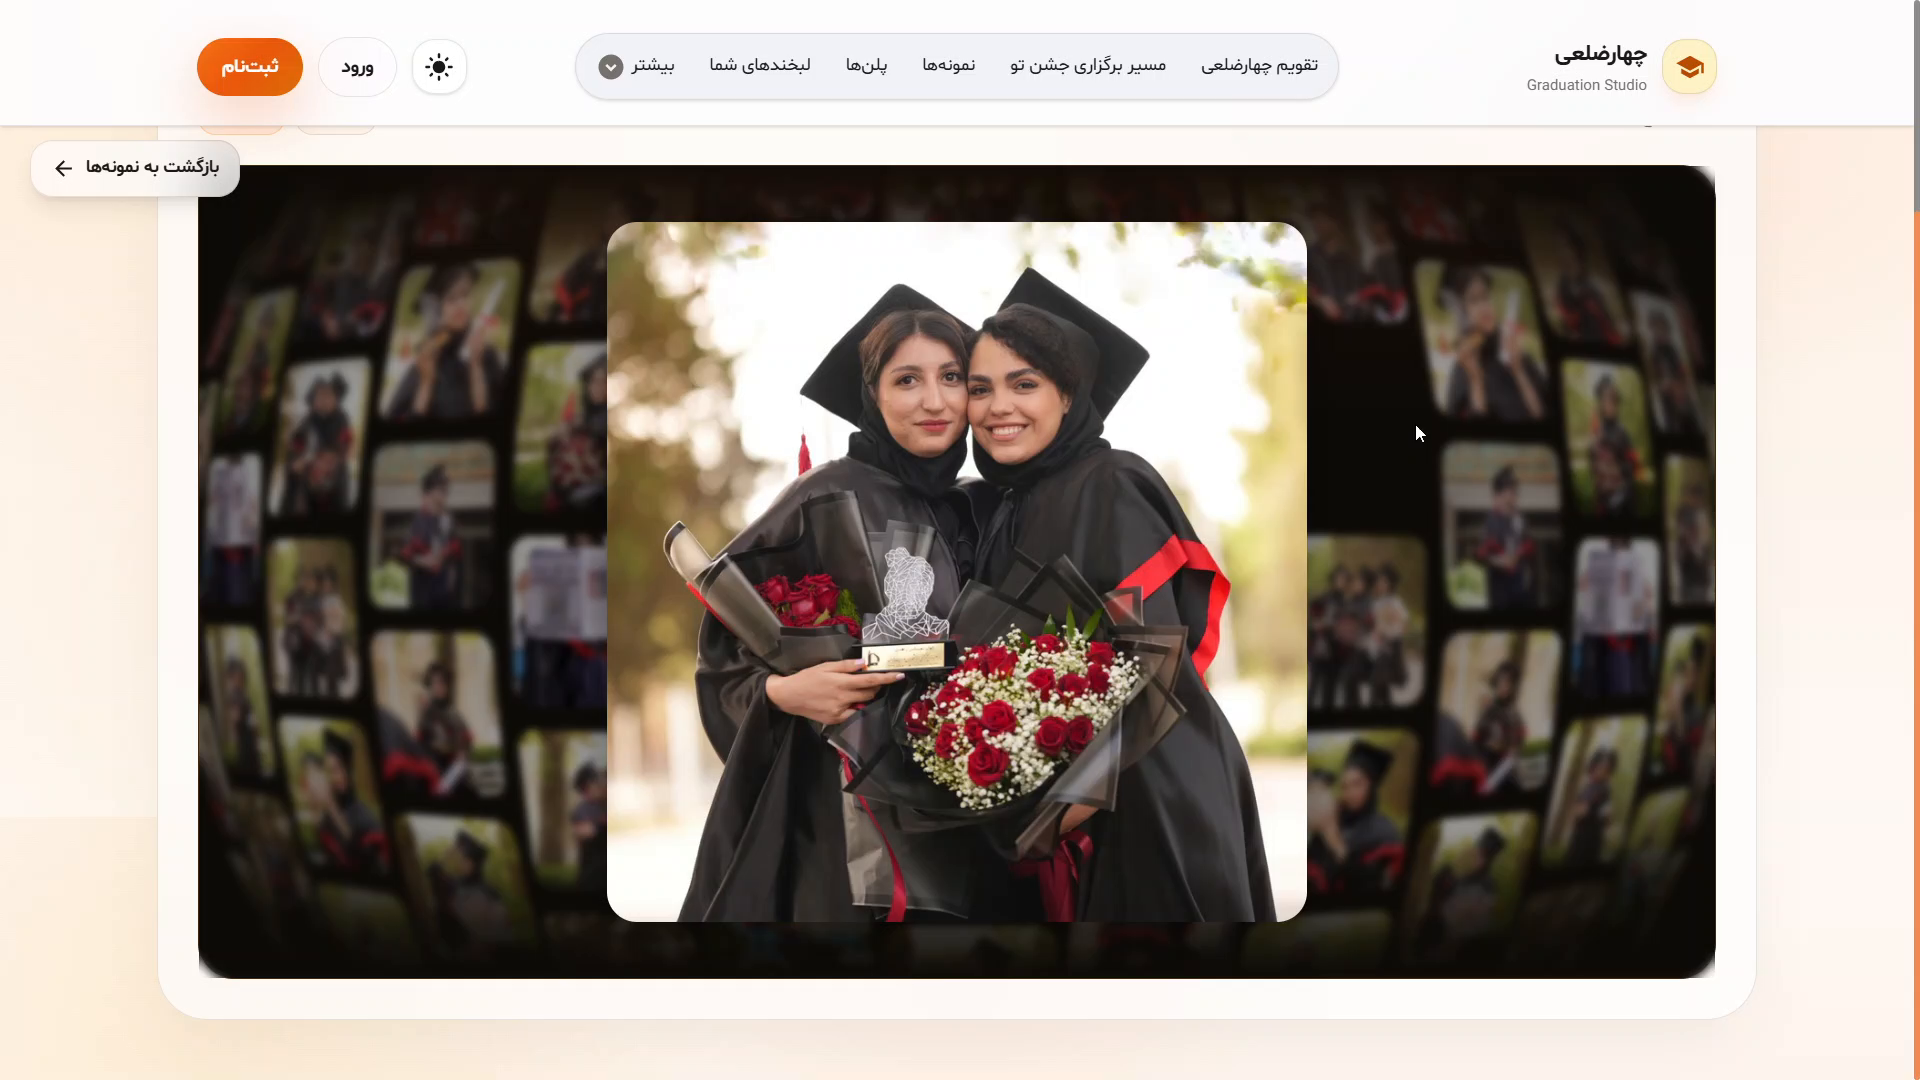 چهارضلعی
Graduation Studio
تقویم چهارضلعی
مسیر برگزاری جشن تو
نمونه‌ها
پلن‌ها
لبخندهای شما
بیشتر
ورود
ثبت‌نام
بازگشت به نمونه‌ها